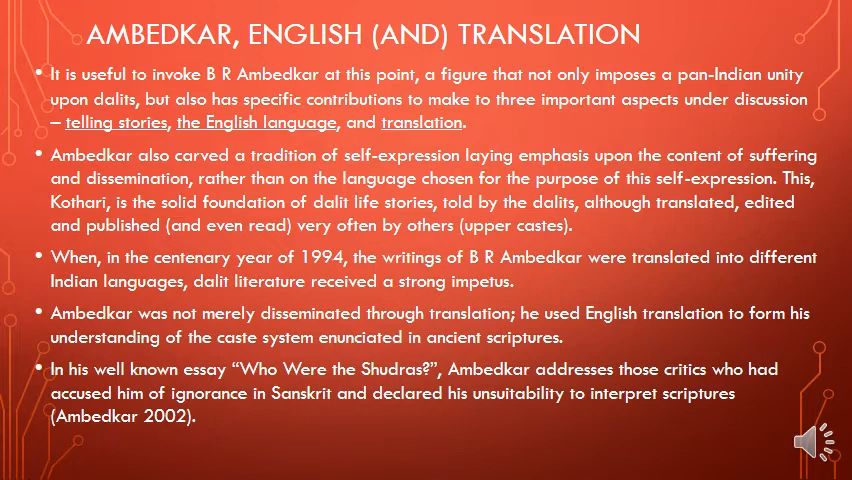 AMBEDKAR, ENGLISH (AND) TRANSLATION
• It is useful to invoke B R Ambedkar at this point, a figure that not only imposes a pan-Indian unity
upon dalits, but also has specific contributions to make to three important aspects under discussion
– telling stories, the English language, and translation.
• Ambedkar also carved a tradition of self-expression laying emphasis upon the content of suffering
and dissemination, rather than on the language chosen for the purpose of this self-expression. This,
Kothari, is the solid foundation of dalit life stories, told by the dalits, although translated, edited
and published (and even read) very often by others (upper castes).
• When, in the centenary year of 1994, the writings of B R Ambedkar were translated into different
Indian languages, dalit literature received a strong impetus.
• Ambedkar was not merely disseminated through translation; he used English translation to form his
understanding of the caste system enunciated in ancient scriptures.
• In his well known essay “Who Were the Shudras?”, Ambedkar addresses those critics who had
accused him of ignorance in Sanskrit and declared his unsuitability to interpret scriptures
(Ambedkar 2002).